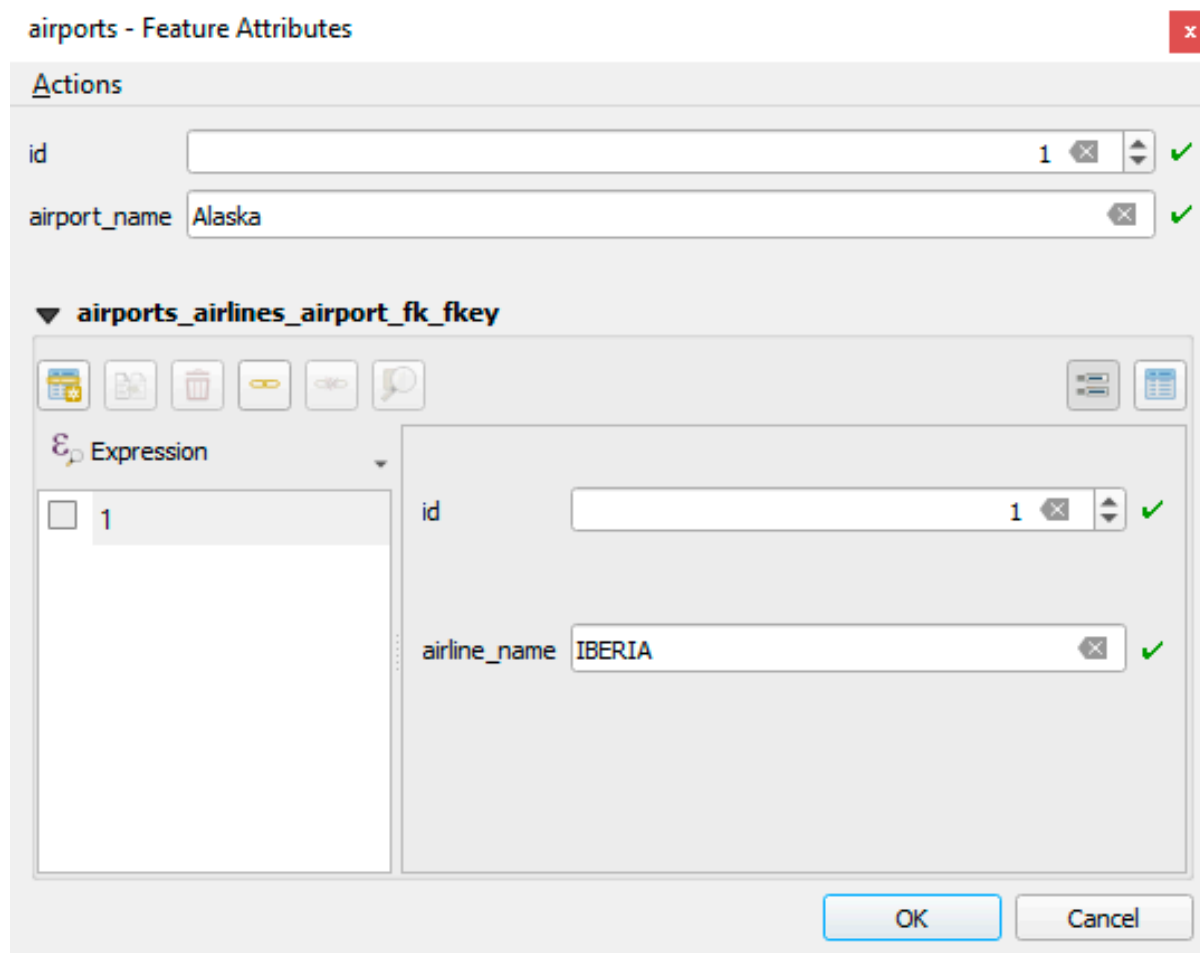 airports - Feature Attributes
x
Actions
id 1
airport_name Alaska
airports_airlines_airport_fk_fkey
ε Expression
1
id 1
airline_name IBERIA
OK Cancel